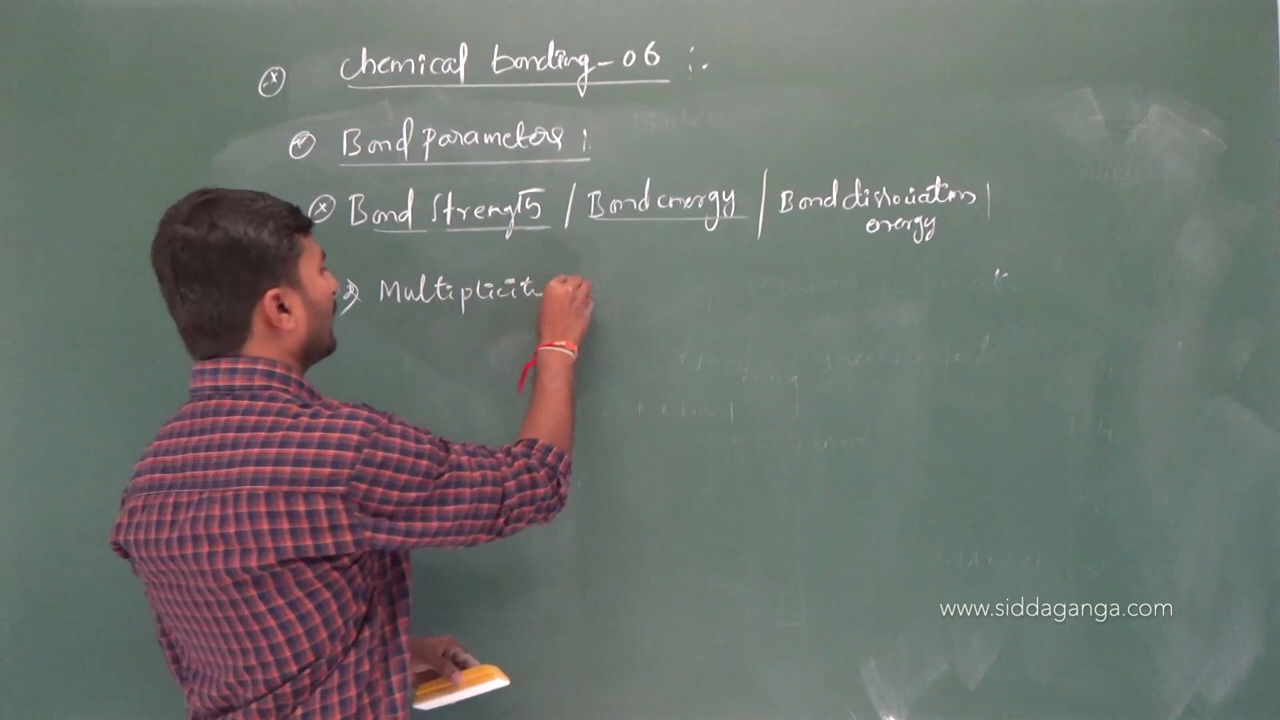 Chemical bonding-06 :-
Bond parameters :
Bond Strength / Bond energy / Bond dissociation energy
Multiplicit
www.siddaganga.com